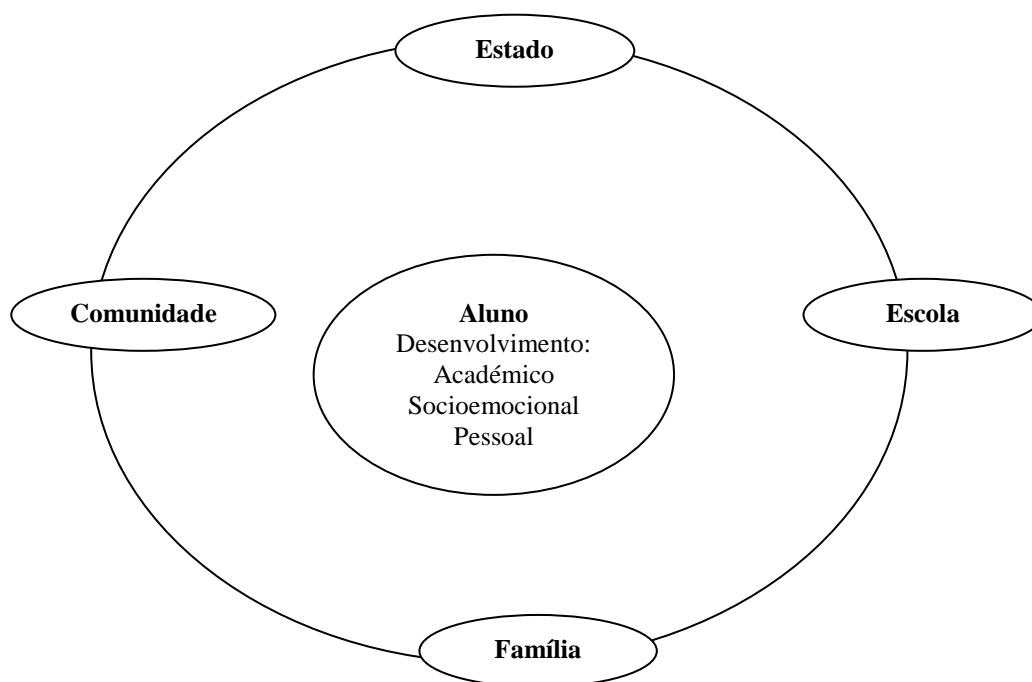 Estado
Comunidade
Aluno
Desenvolvimento:
Académico
Socioemocional
Pessoal
Escola
Família